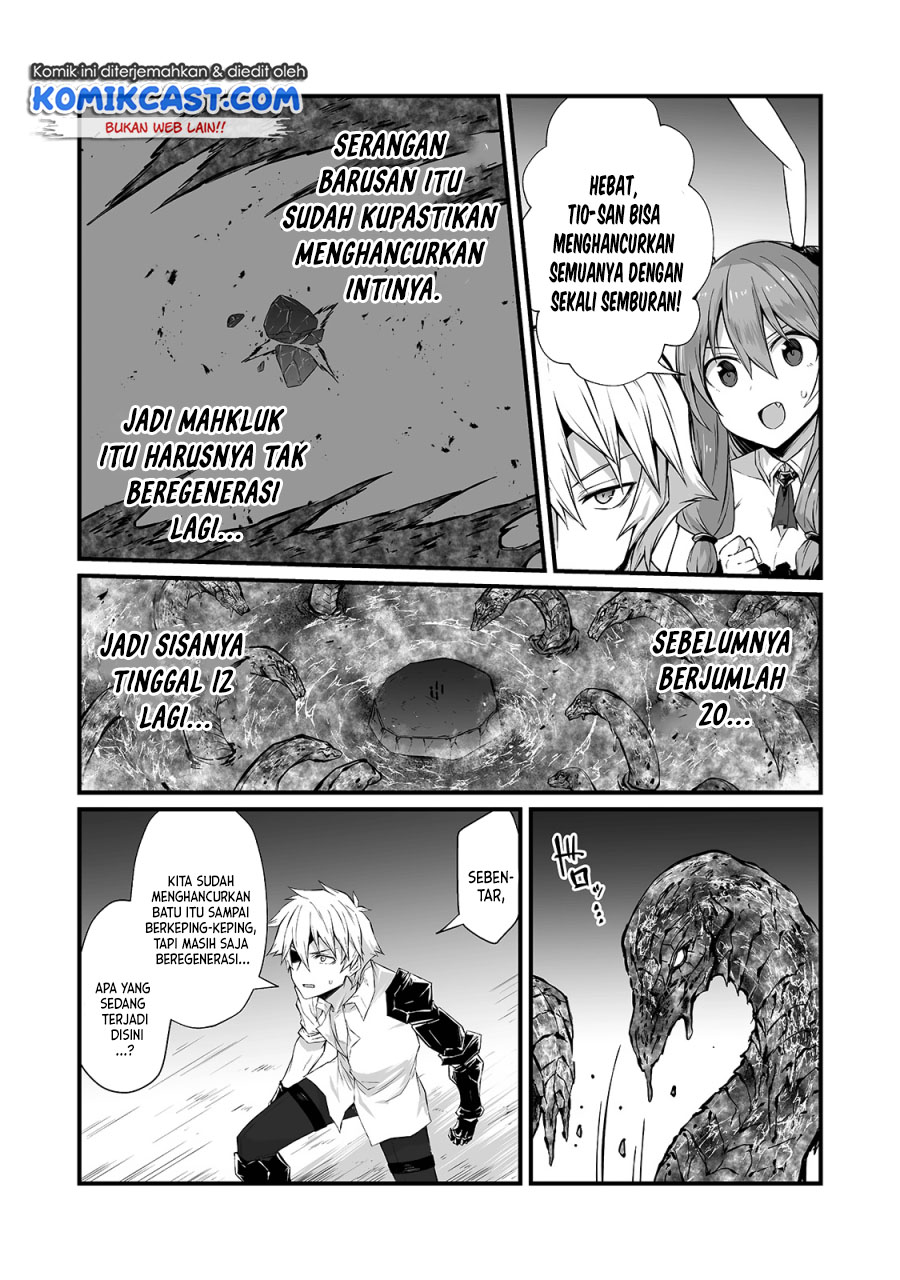 Komik ini diterjemahkan & diedit oleh
KOMIKCAST.COM
BUKAN WEB LAIN!!
HEBAT,
TIO-SAN BISA
MENGHANCURKAN
SEMUANYA DENGAN
SEKALI SEMBURAN!
SERANGAN
BARUSAN ITU
SUDAH KUPASTIKAN
MENGHANCURKAN
INTINYA.
JADI MAHKLUK
ITU HARUSNYA TAK
BEREGENERASI
LAGI...
SEBELUMNYA
BERJUMLAH
20...
JADI SISANYA
TINGGAL 12
LAGI...
ギロッ…
SEBEN-
TAR,
KITA SUDAH
MENGHANCURKAN
BATU ITU SAMPAI
BERKEPING-KEPING,
TAPI MASIH SAJA
BEREGENERASI...
APA YANG
SEDANG
TERJADI
DISINI
...?